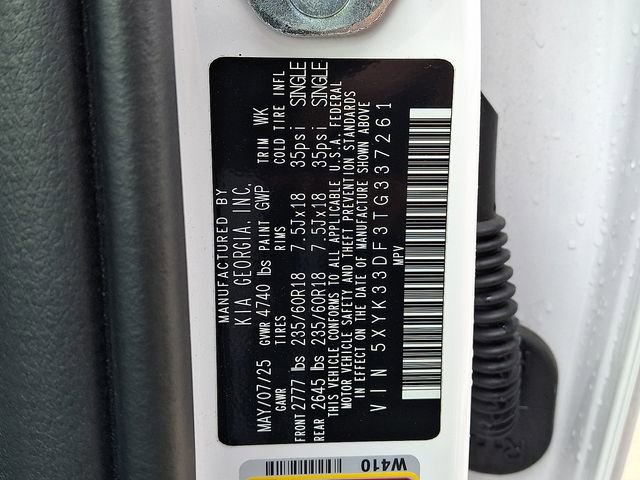 MANUFACTURED BY
KIA GEORGIA, INC.
MAY/07/25 GVWR 4740 lbs PAINT GWP TRIM WK
GAWR TIRES RIMS COLD TIRE INFL
FRONT 2777 lbs 235/60R18 7.5Jx18 35psi SINGLE
REAR 2645 lbs 235/60R18 7.5Jx18 35psi SINGLE
THIS VEHICLE CONFORMS TO ALL APPLICABLE U.S.A. FEDERAL
MOTOR VEHICLE SAFETY AND THEFT PREVENTION STANDARDS
IN EFFECT ON THE DATE OF MANUFACTURE SHOWN ABOVE
VIN 5XYK33DF3TG337261
MPV
W410